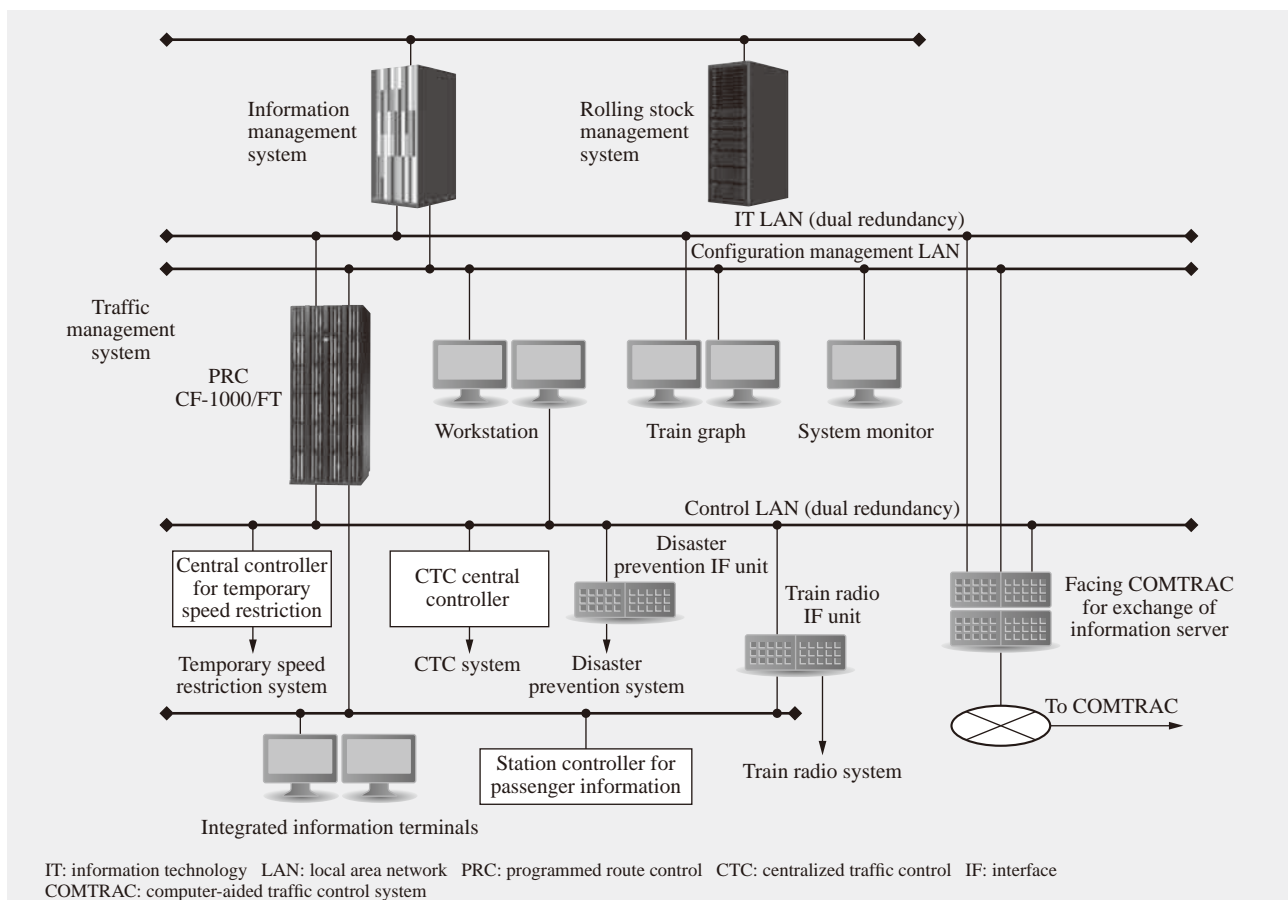 Information
management
system
Rolling stock
management
system
IT LAN (dual redundancy)
Configuration management LAN
Traffic
management
system
PRC
CF-1000/FT
Workstation
Train graph
System monitor
Control LAN (dual redundancy)
Central controller
for temporary
speed restriction
CTC central
controller
Disaster
prevention IF unit
Train radio
IF unit
Facing COMTRAC
for exchange of
information server
Temporary speed
restriction system
CTC system
Disaster
prevention system
To COMTRAC
Station controller for
passenger information
Train radio system
Integrated information terminals
IT: information technology LAN: local area network PRC: programmed route control CTC: centralized traffic control IF: interface
COMTRAC: computer-aided traffic control system